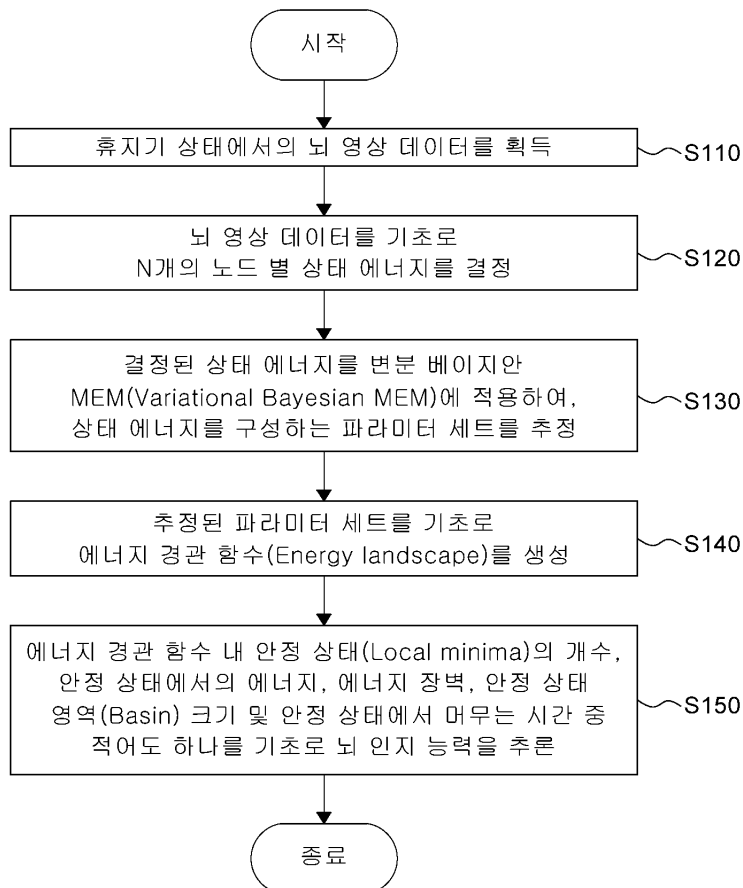 시작
휴지기 상태에서의 뇌 영상 데이터를 획득
S110
뇌 영상 데이터를 기초로
N개의 노드 별 상태 에너지를 결정
S120
결정된 상태 에너지를 변분 베이지안
MEM(Variational Bayesian MEM)에 적용하여,
상태 에너지를 구성하는 파라미터 세트를 추정
S130
추정된 파라미터 세트를 기초로
에너지 경관 함수(Energy landscape)를 생성
S140
에너지 경관 함수 내 안정 상태(Local minima)의 개수,
안정 상태에서의 에너지, 에너지 장벽, 안정 상태
영역(Basin) 크기 및 안정 상태에서 머무는 시간 중
적어도 하나를 기초로 뇌 인지 능력을 추론
S150
종료